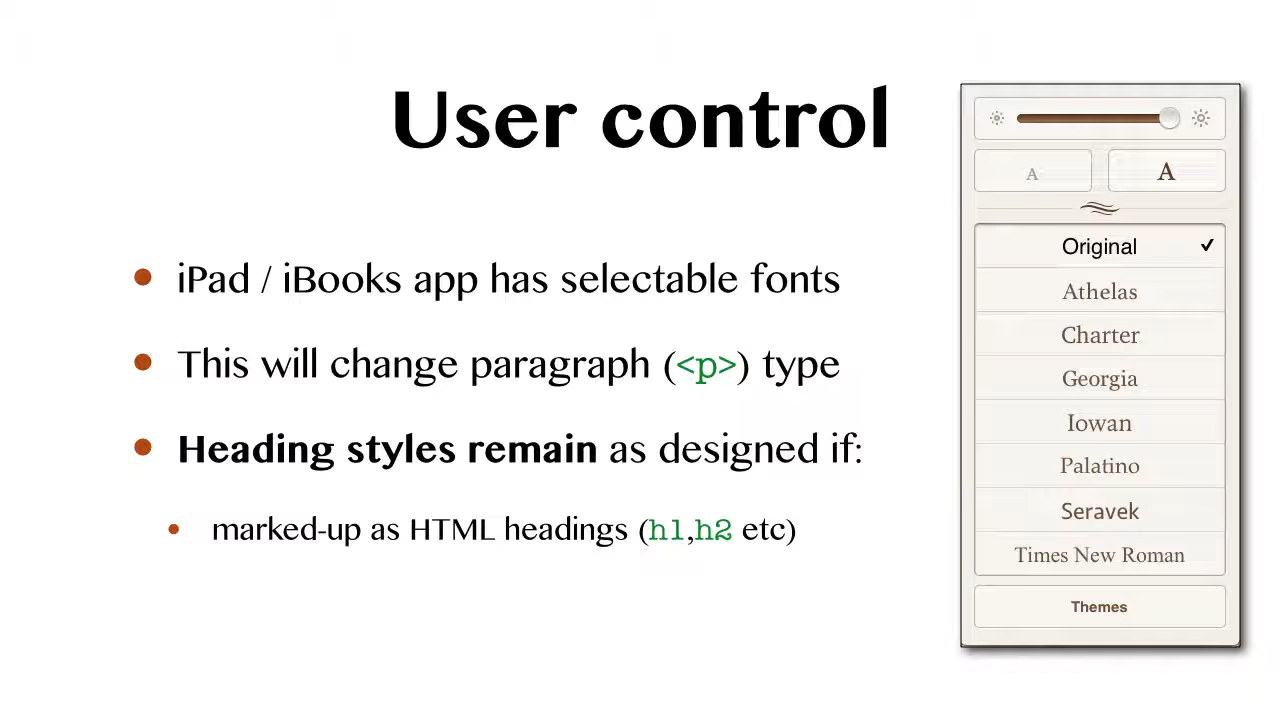 User control
iPad / iBooks app has selectable fonts
This will change paragraph (<p>) type
Heading styles remain as designed if:
marked-up as HTML headings (h1,h2 etc)
A
A
Original ✓
Athelas
Charter
Georgia
Iowan
Palatino
Seravek
Times New Roman
Themes